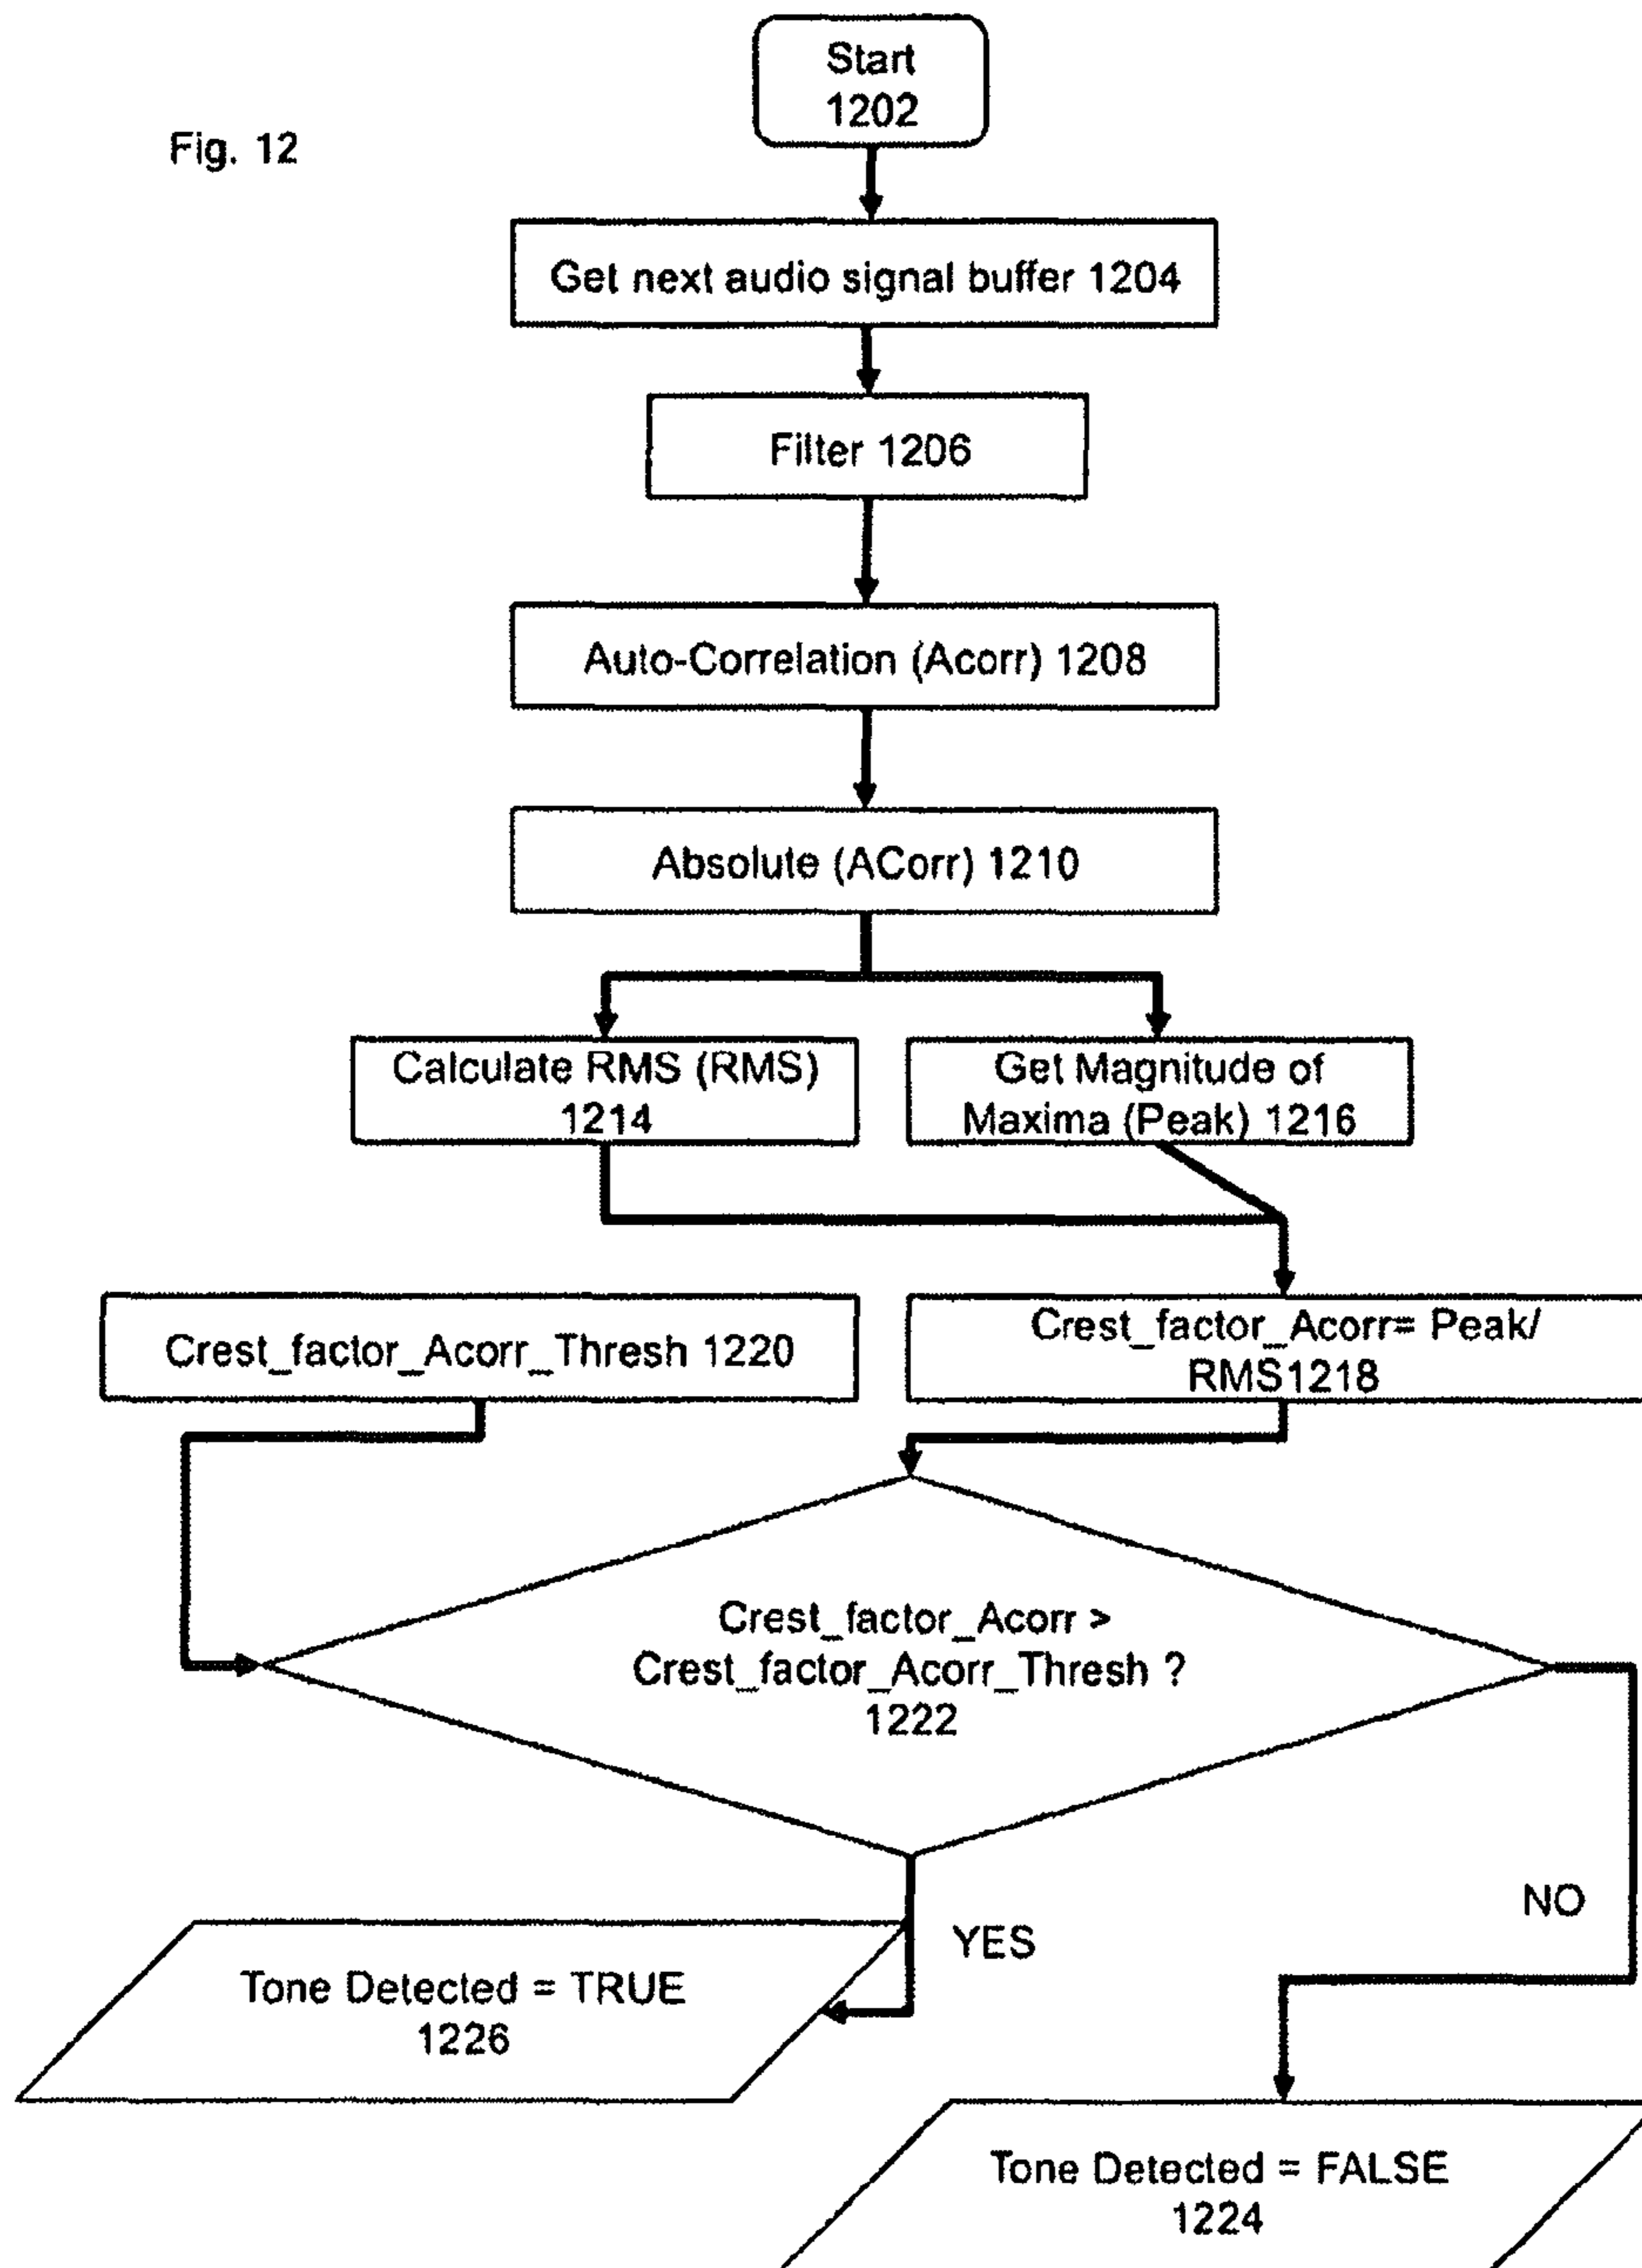 Start
1202
Fig. 12
Get next audio signal buffer 1204
Filter 1206
Auto-Correlation (Acorr) 1208
Absolute (ACorr) 1210
Calculate RMS (RMS)
1214
Get Magnitude of
Maxima (Peak) 1216
Crest_factor_Acorr_Thresh 1220
Crest_factor_Acorr= Peak/
RMS1218
Crest_factor_Acorr >
Crest_factor_Acorr_Thresh ?
1222
NO
YES
Tone Detected = TRUE
1226
Tone Detected = FALSE
1224